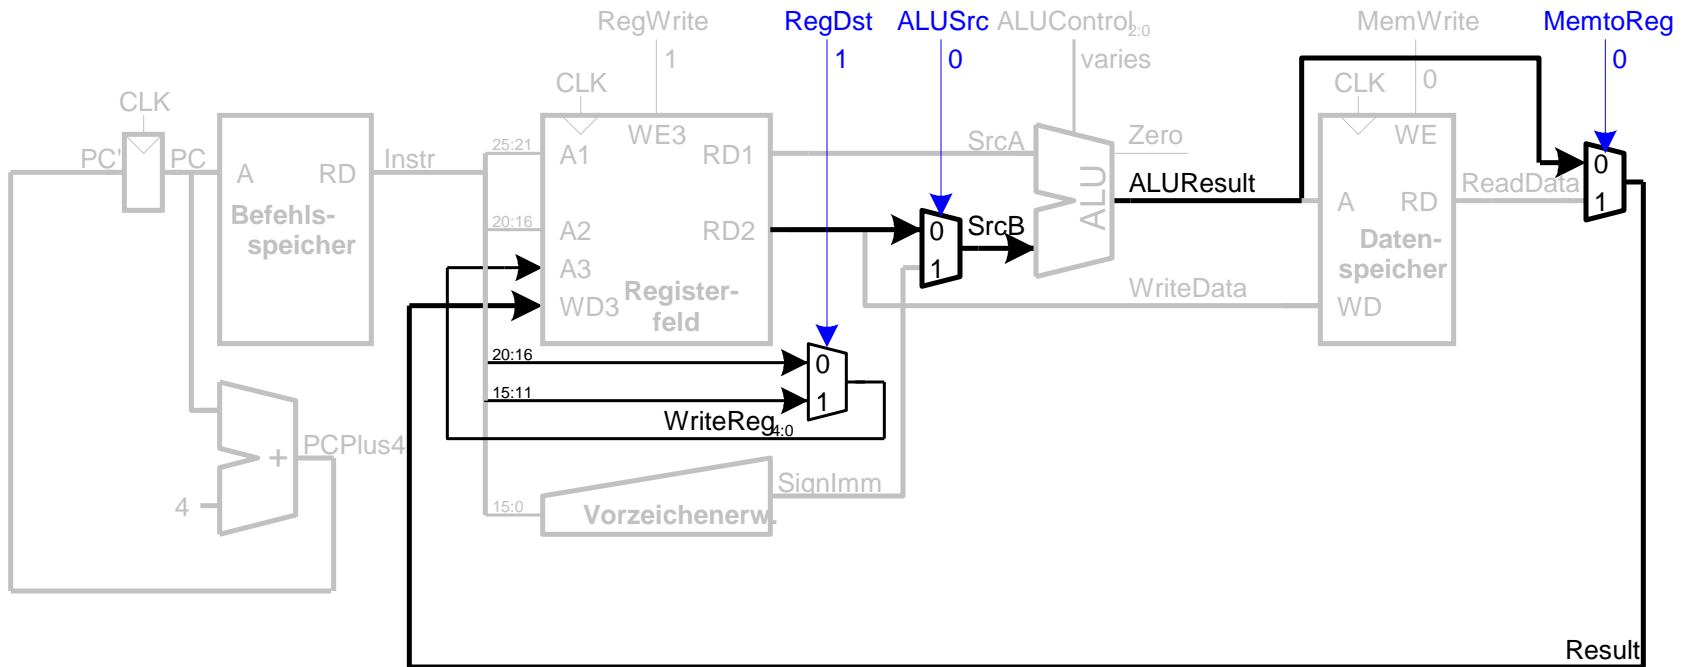 RegWrite RegDst ALUSrc ALUControl2:0 MemWrite MemtoReg
1 1 0 varies 0 0
CLK CLK CLK
PC' PC A RD Instr
Befehls-
speicher
25:21 A1 WE3 RD1 SrcA Zero
20:16 A2 RD2 0 SrcB ALU ALUResult
A3 1
WD3 Register-
feld
WE
A RD ReadData 0
1
Daten-
speicher
WriteData WD
20:16 0
15:11 1
WriteReg4:0
PCPlus4
+
4
15:0 Vorzeichenerw. SignImm
Result